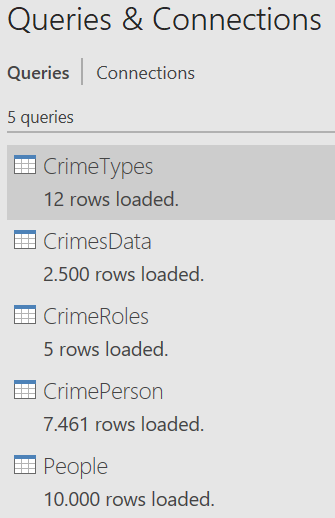 Queries & Connections
Queries | Connections
5 queries
CrimeTypes
12 rows loaded.
CrimesData
2.500 rows loaded.
CrimeRoles
5 rows loaded.
CrimePerson
7.461 rows loaded.
People
10.000 rows loaded.